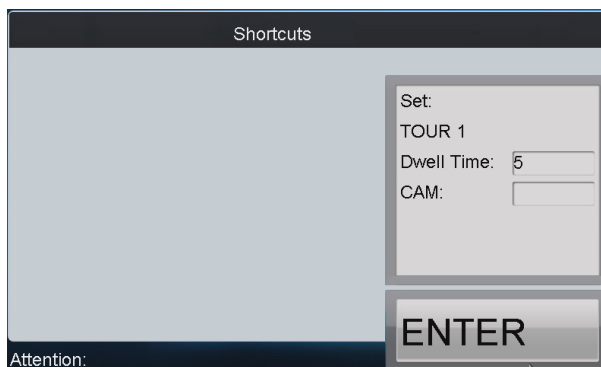 Shortcuts
Set:
TOUR 1
Dwell Time: 5
CAM:
ENTER
Attention: